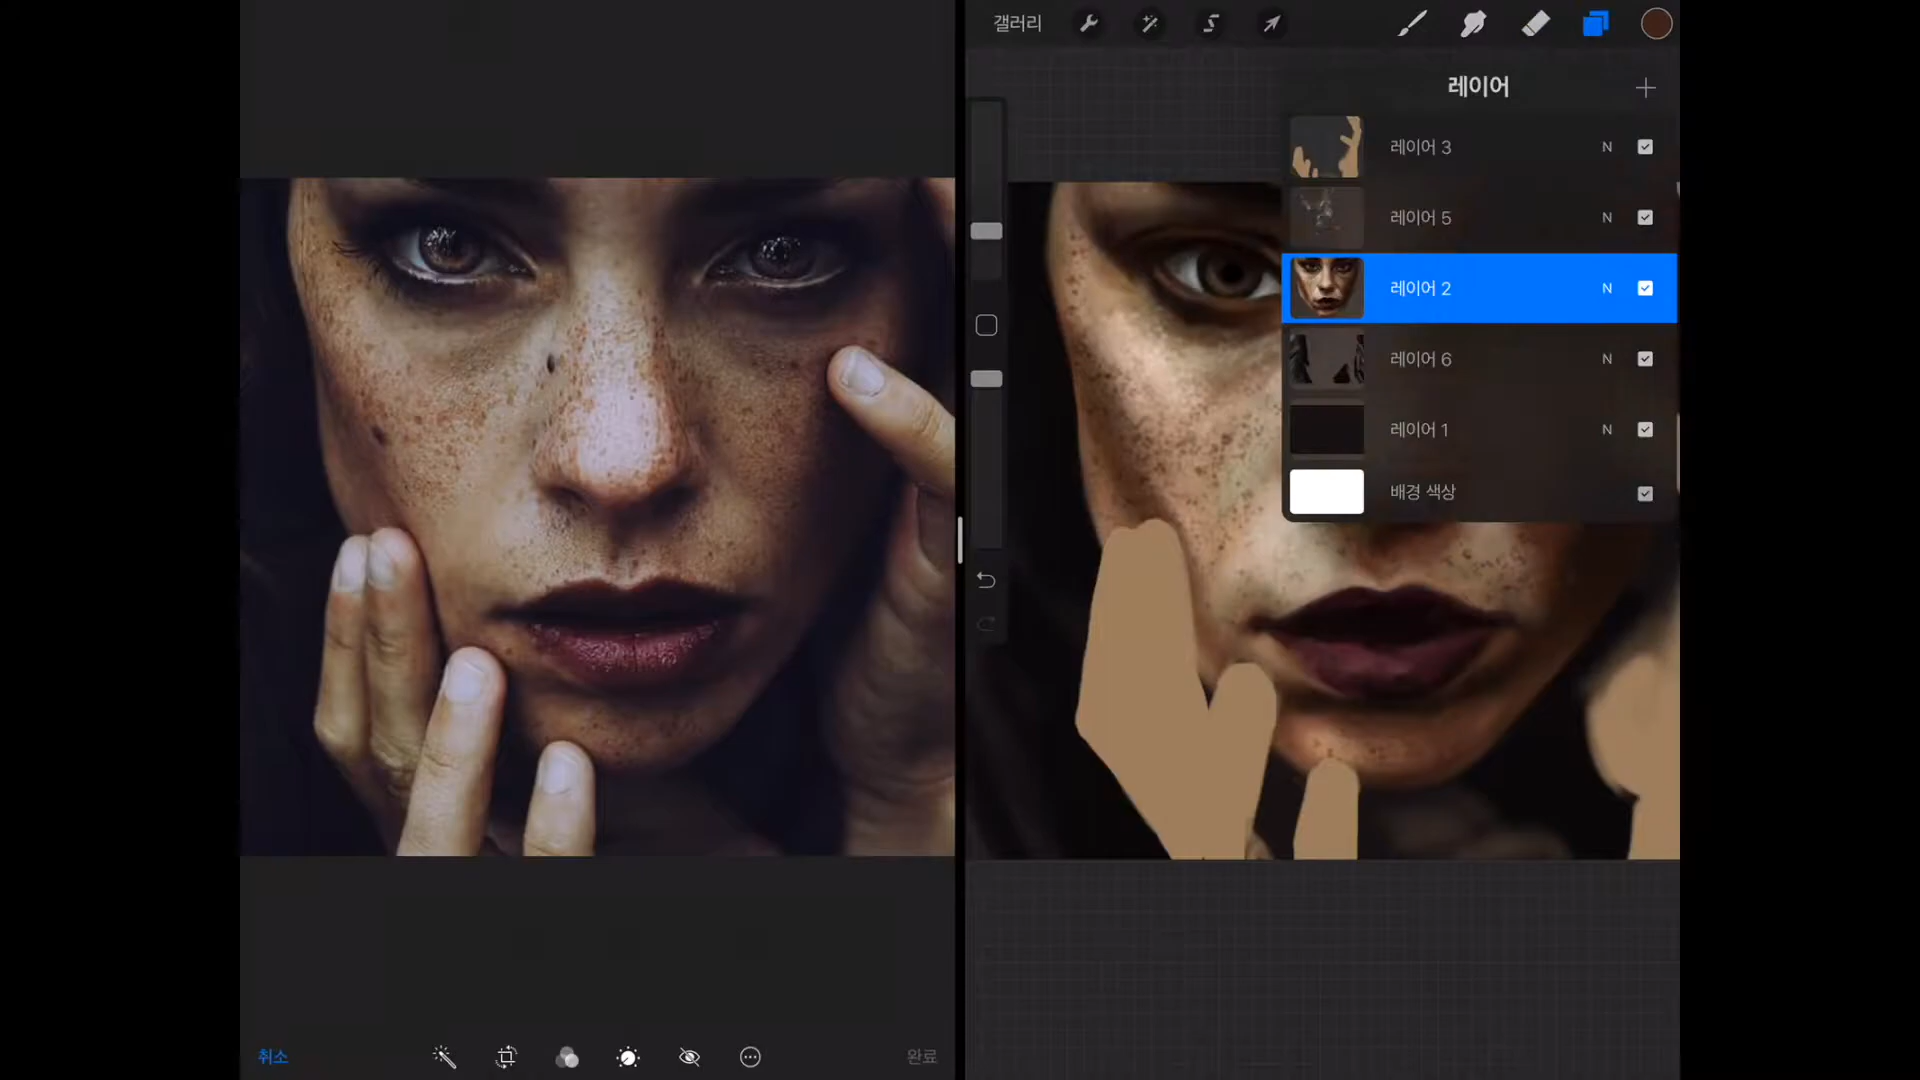 갤러리
레이어
레이어 3 N
레이어 5 N
레이어 2 N
레이어 6 N
레이어 1 N
배경 색상
취소
완료